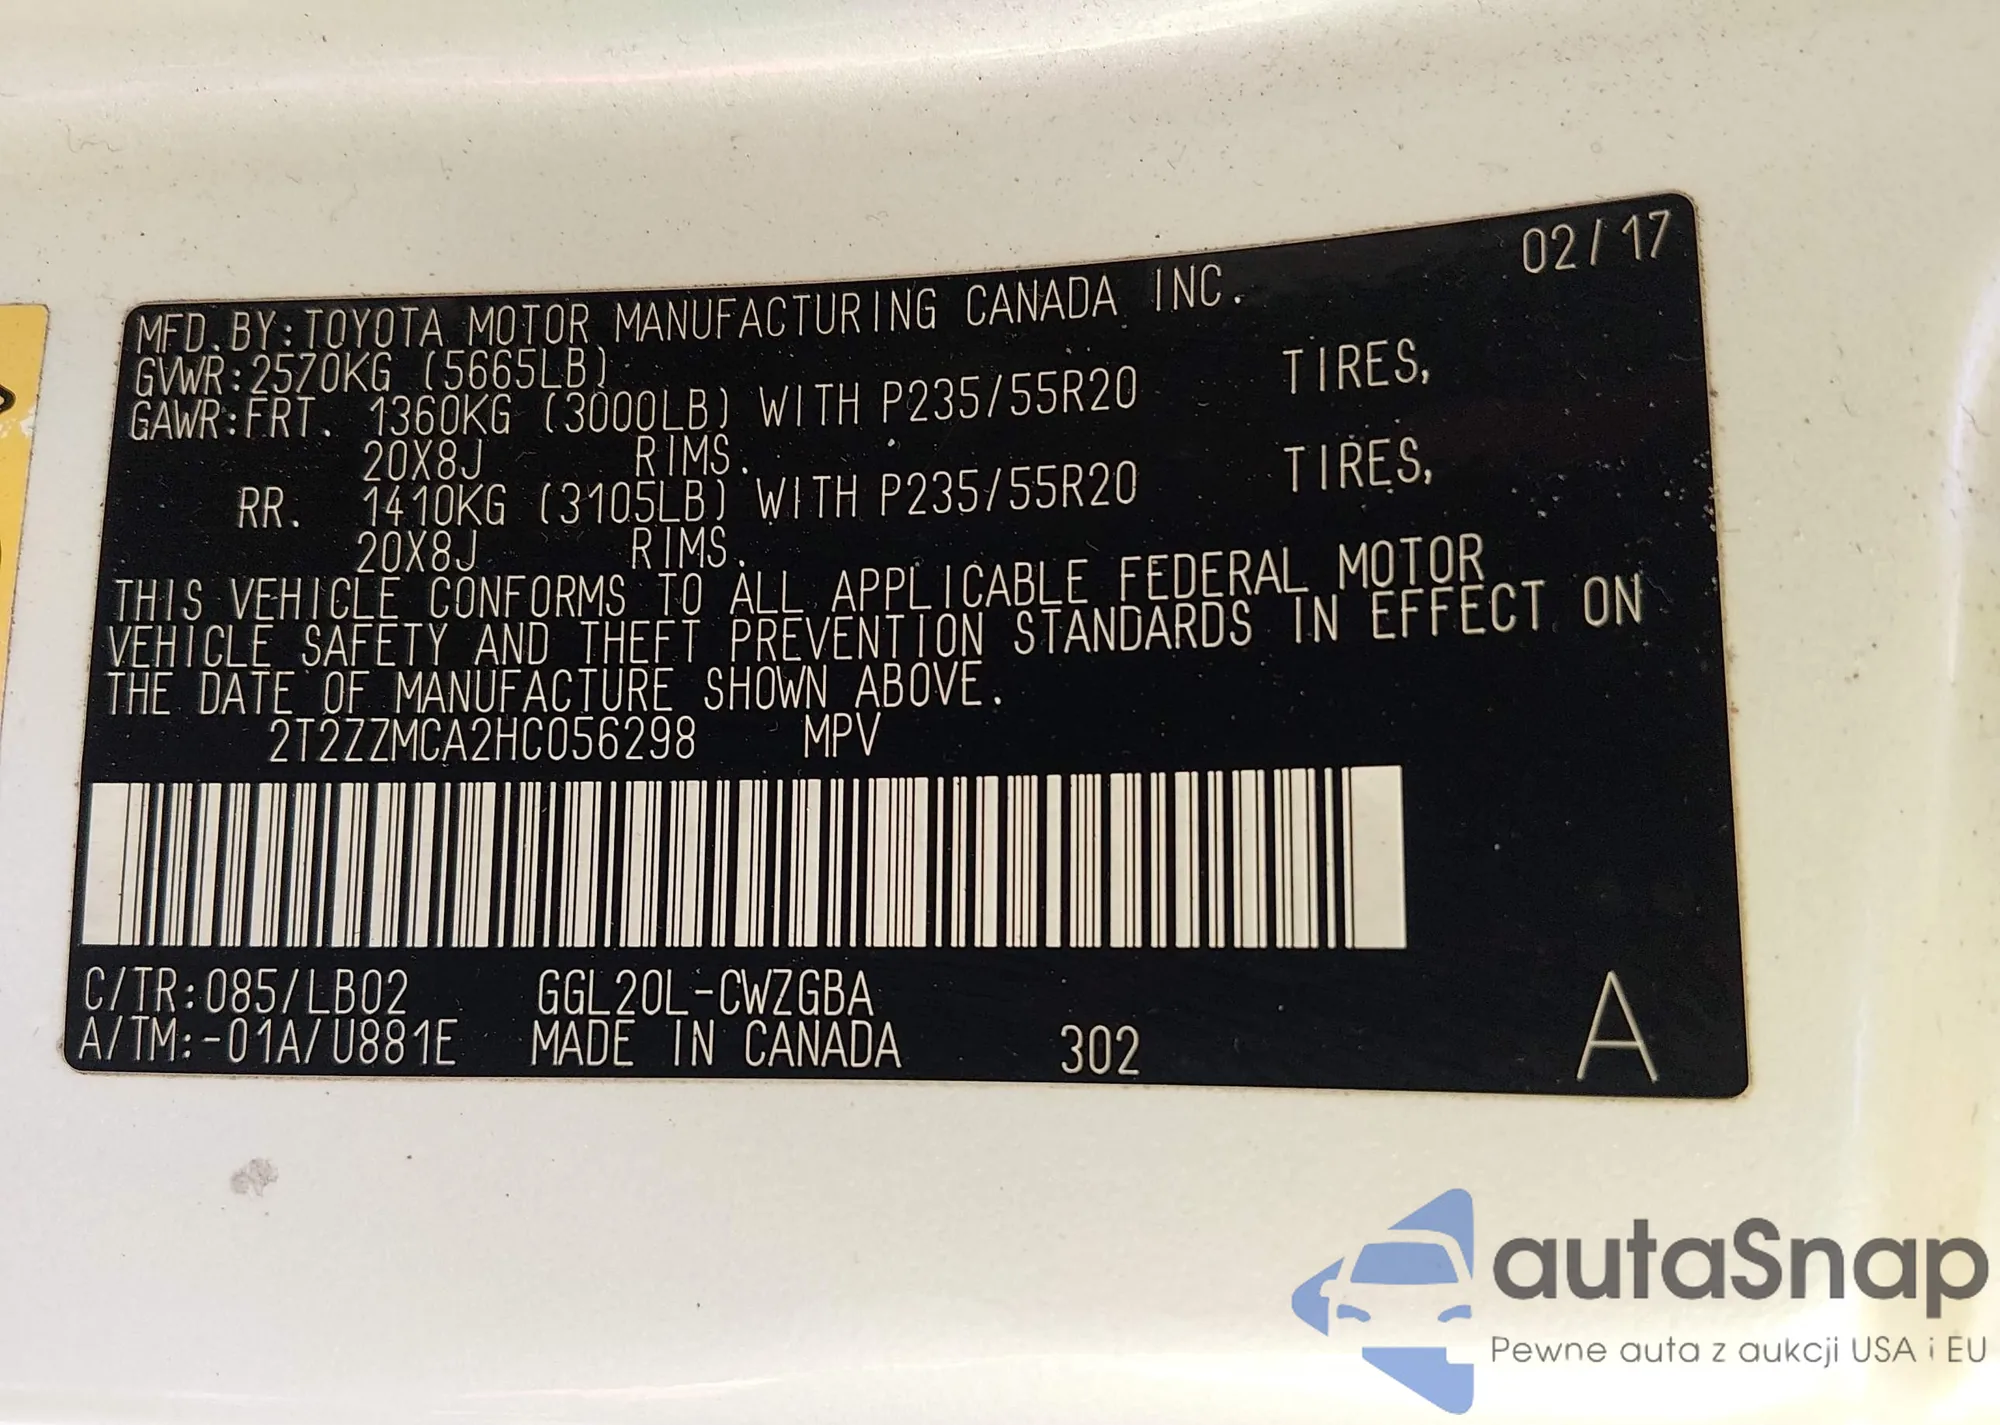 02/17
MFD.BY:TOYOTA MOTOR MANUFACTURING CANADA INC.
GVWR:2570KG (5665LB)
GAWR:FRT. 1360KG (3000LB) WITH P235/55R20 TIRES,
20X8J RIMS.
RR. 1410KG (3105LB) WITH P235/55R20 TIRES,
20X8J RIMS.
THIS VEHICLE CONFORMS TO ALL APPLICABLE FEDERAL MOTOR
VEHICLE SAFETY AND THEFT PREVENTION STANDARDS IN EFFECT ON
THE DATE OF MANUFACTURE SHOWN ABOVE.
2T2ZZMCA2HC056298 MPV
C/TR:085/LB02 GGL20L-CWZGBA
A/TM:-01A/U881E MADE IN CANADA 302 A
autaSnap
Pewne auta z aukcji USA i EU